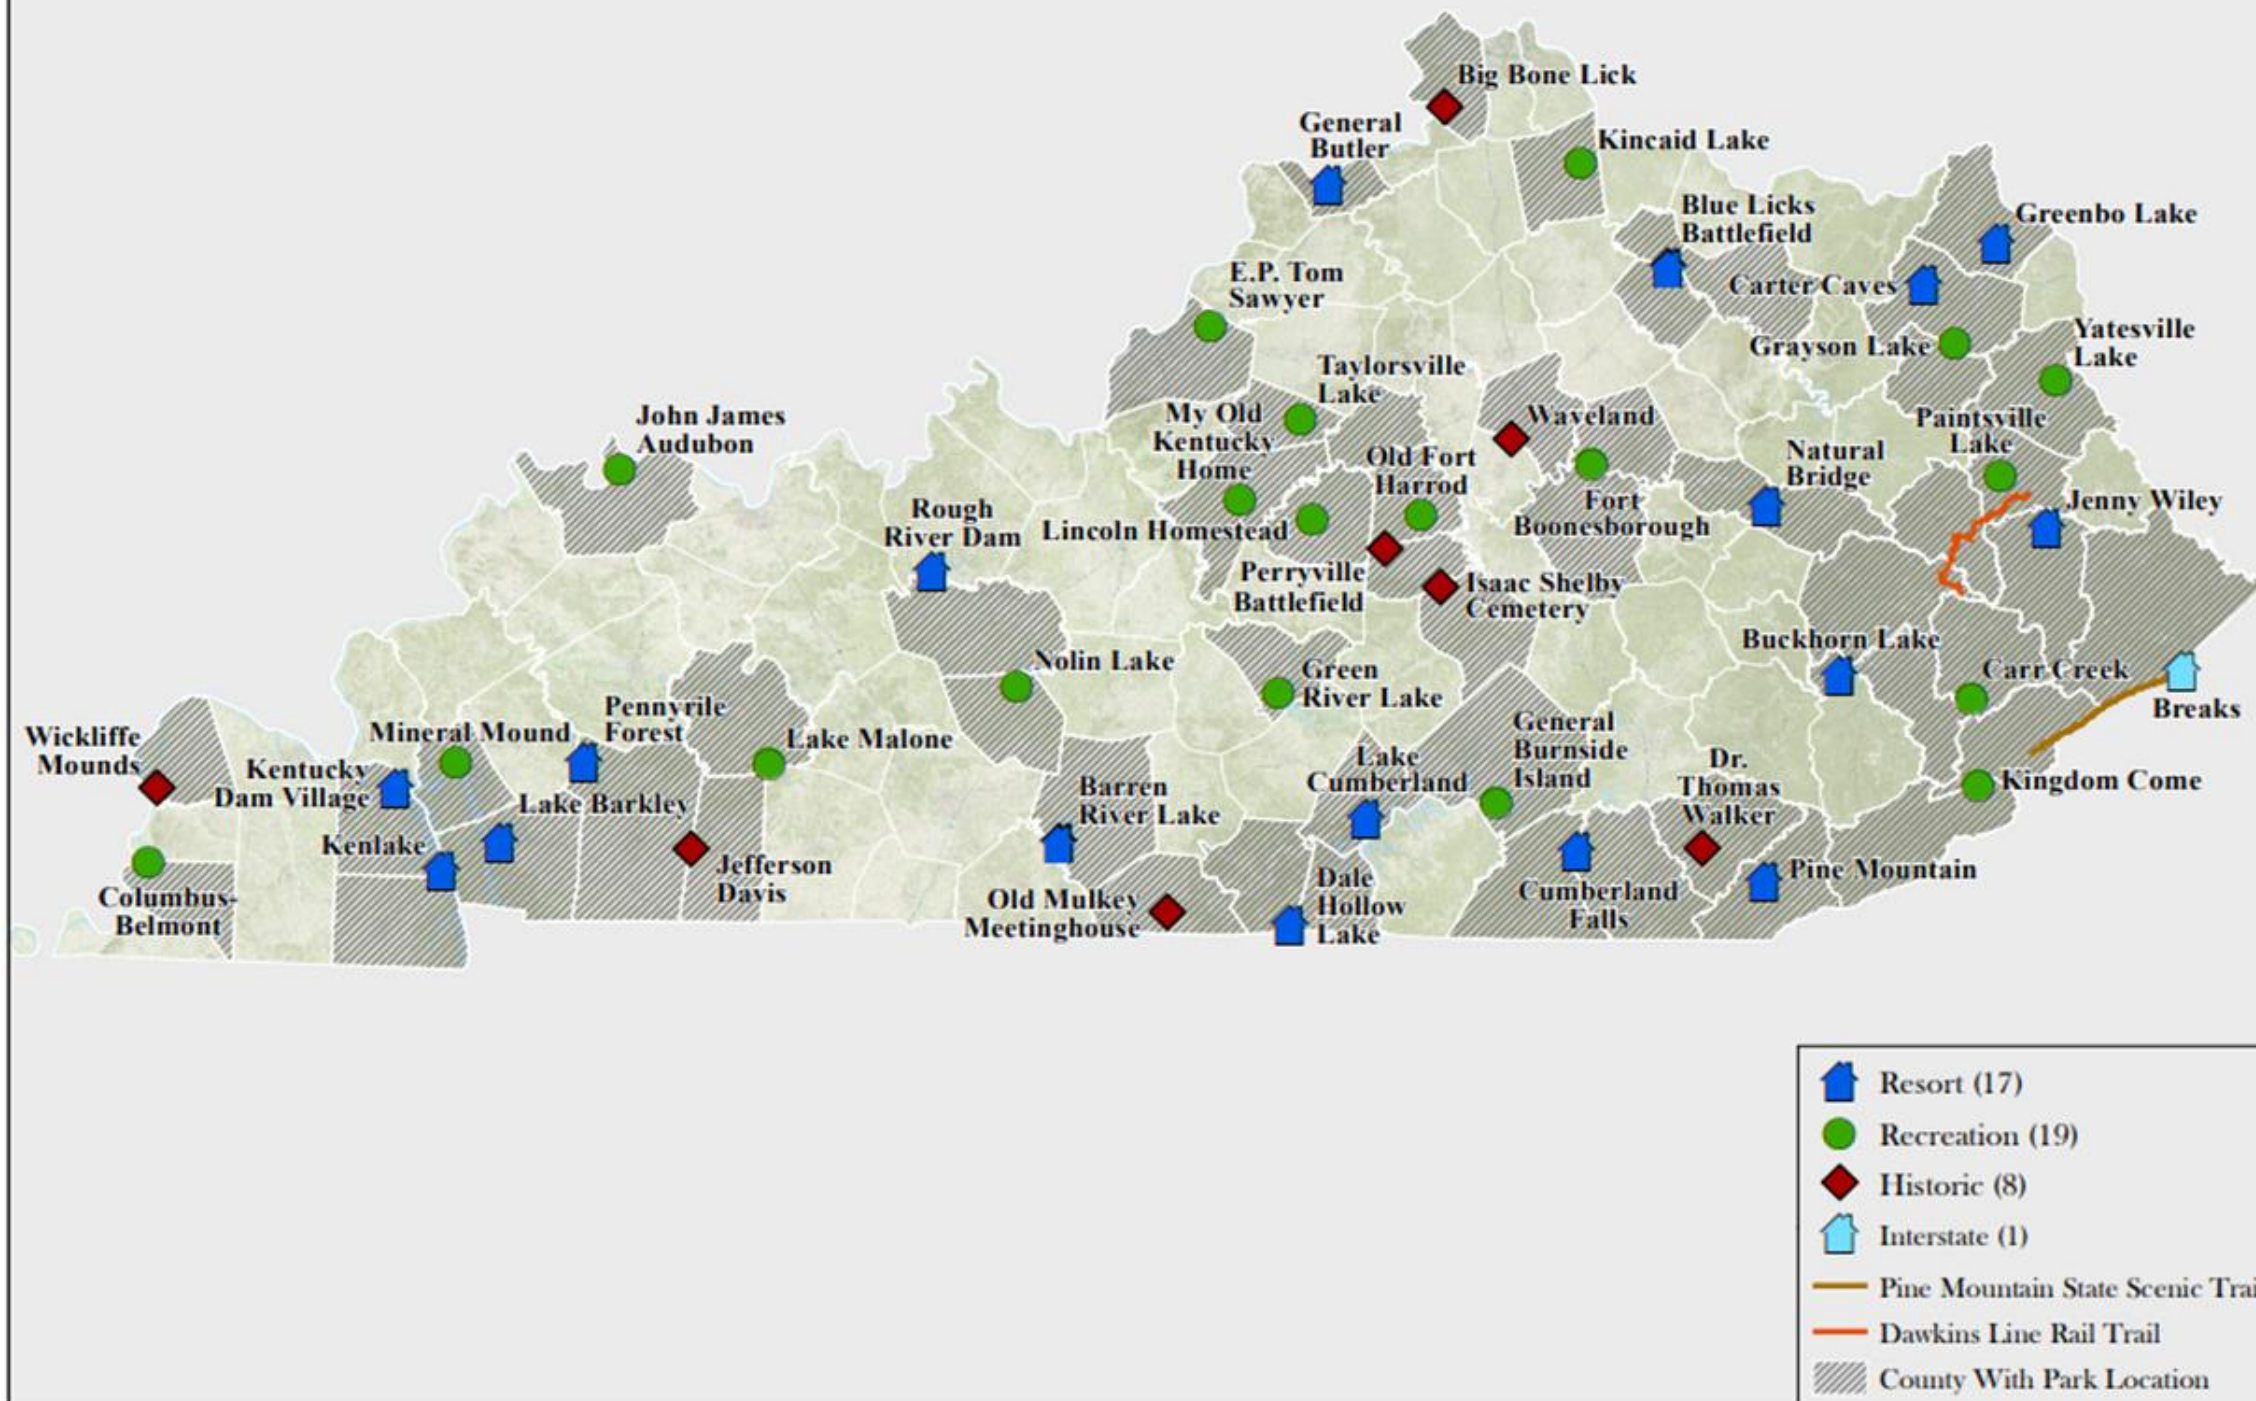 Big Bone Lick
General
Butler
Kincaid Lake
Blue Licks
Battlefield
Greenbo Lake
E.P. Tom
Sawyer
Carter Caves
Yatesville
Lake
Grayson Lake
Taylorsville
Lake
My Old
Kentucky
Home
Waveland
Paintsville
Lake
John James
Audubon
Old Fort
Harrod
Natural
Bridge
Rough
River Dam
Lincoln Homestead
Fort
Boonesborough
Jenny Wiley
Perryville
Battlefield
Isaac Shelby
Cemetery
Buckhorn Lake
Nolin Lake
Green
River Lake
Carr Creek
Breaks
Pennyrile
Forest
Wickliffe
Mounds
Mineral Mound
Lake Malone
General
Burnside
Island
Kentucky
Dam Village
Lake Barkley
Barren
River Lake
Lake
Cumberland
Dr.
Thomas
Walker
Kingdom Come
Kenlake
Jefferson
Davis
Columbus-
Belmont
Old Mulkey
Meetinghouse
Dale
Hollow
Lake
Cumberland
Falls
Pine Mountain
Resort (17)
Recreation (19)
Historic (8)
Interstate (1)
Pine Mountain State Scenic Trai
Dawkins Line Rail Trail
County With Park Location